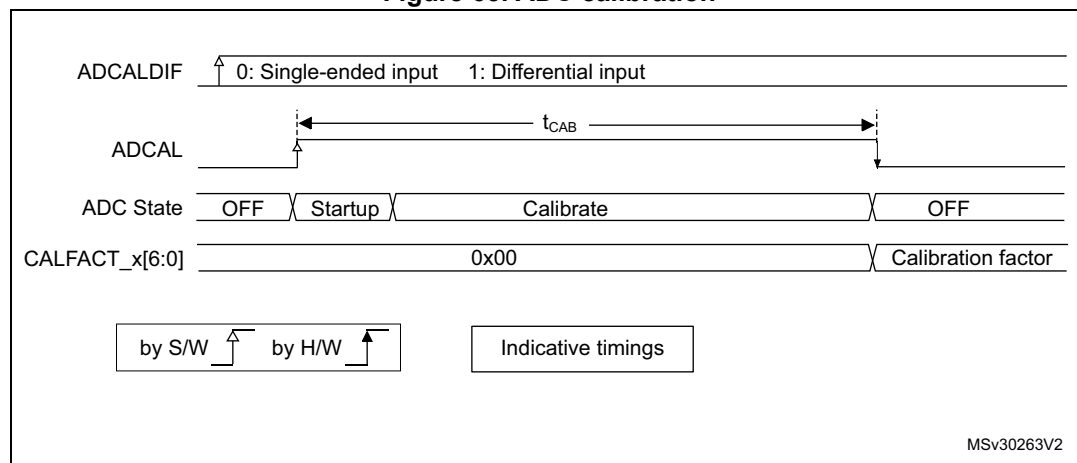 ADCALDIF 0: Single-ended input 1: Differential input
tCAB
ADCAL
ADC State OFF Startup Calibrate OFF
CALFACT_x[6:0] 0x00 Calibration factor
by S/W by H/W Indicative timings
MSv30263V2